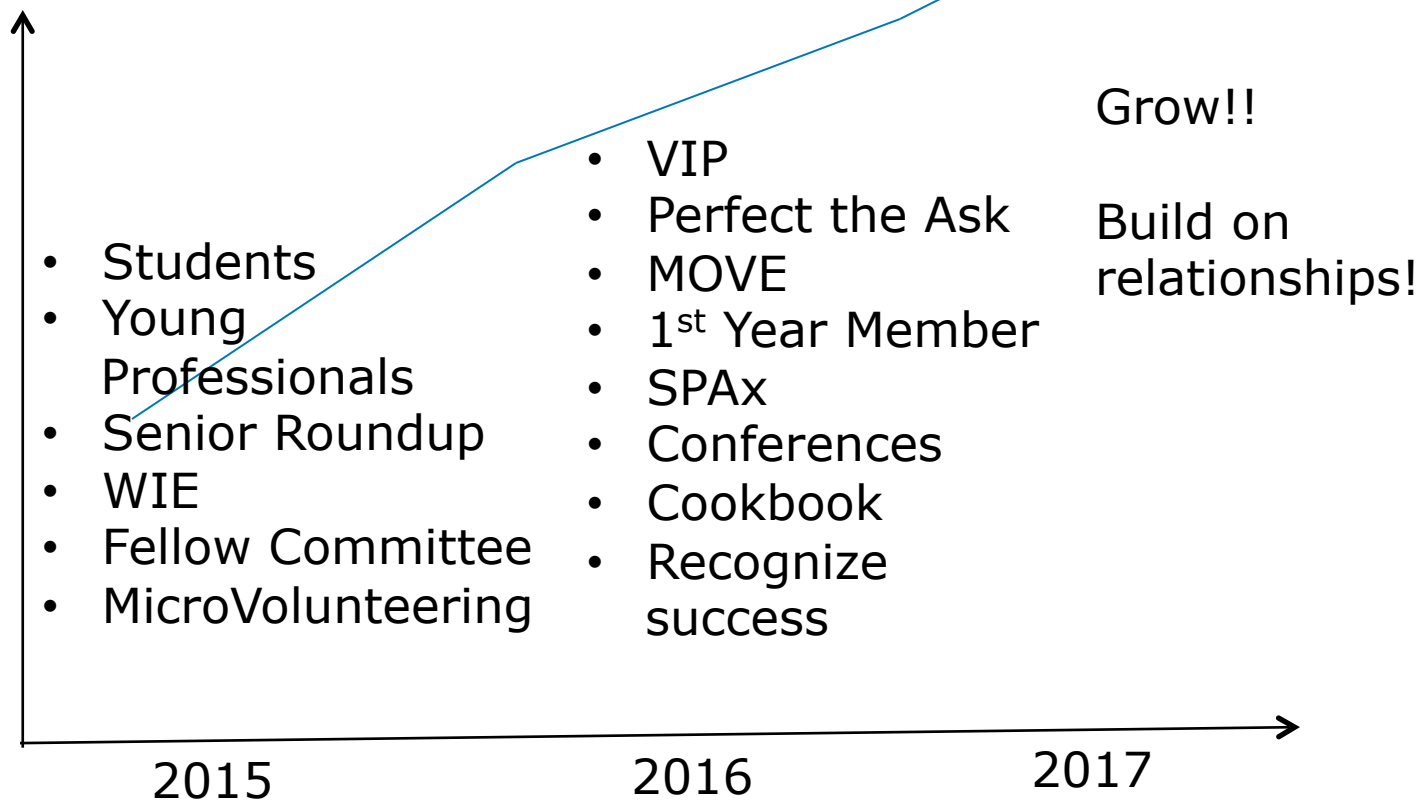 • Students
• Young
Professionals
• Senior Roundup
• WIE
• Fellow Committee
• MicroVolunteering
• VIP
• Perfect the Ask
• MOVE
• 1st Year Member
• SPAx
• Conferences
• Cookbook
• Recognize
success
Grow!!
Build on
relationships!
2015
2016
2017